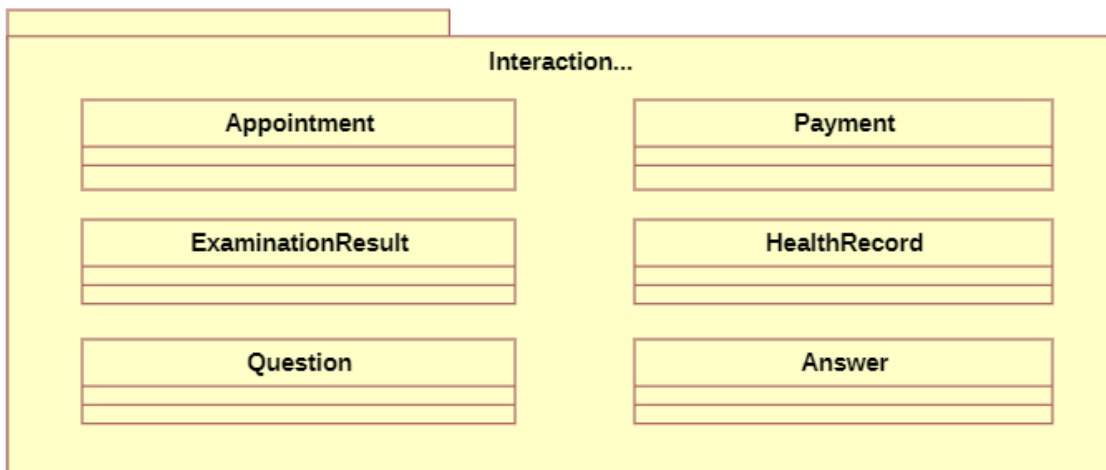 Interaction...
Appointment
Payment
ExaminationResult
HealthRecord
Question
Answer